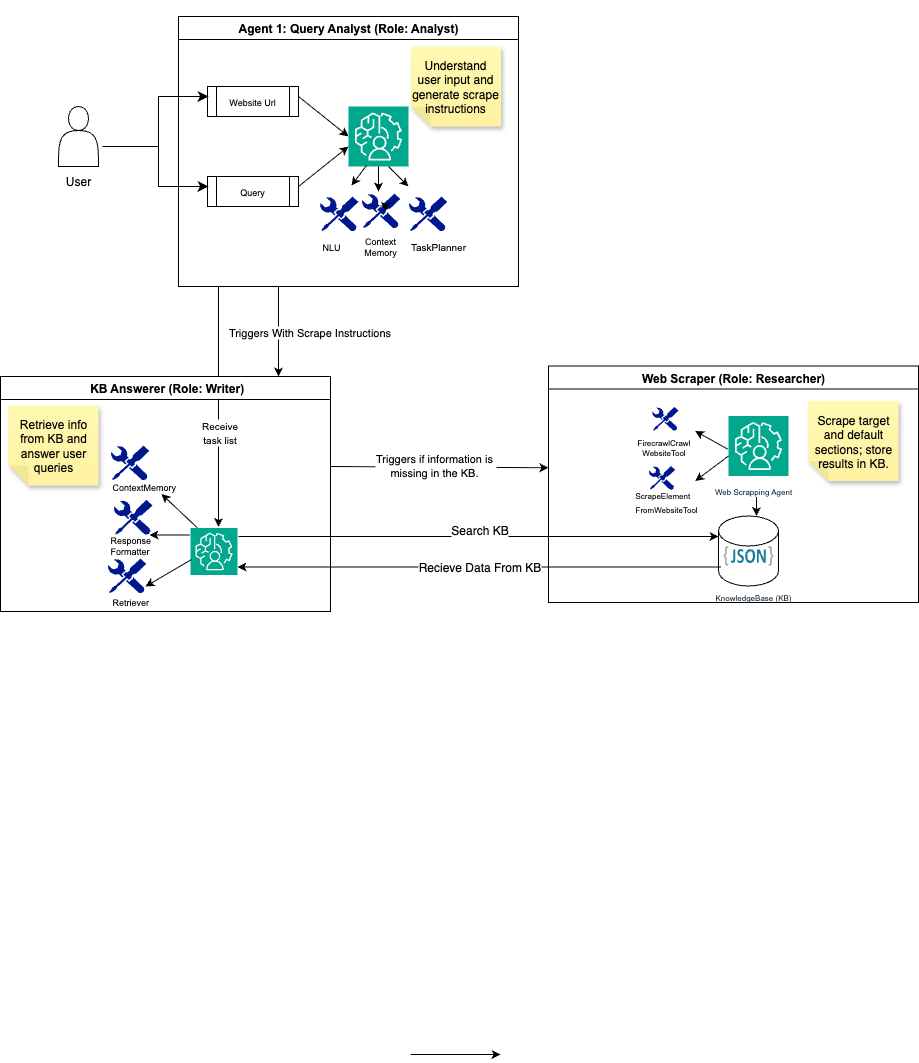 Agent 1: Query Analyst (Role: Analyst)
Understand
user input and
generate scrape
instructions
Website Url
User
Query
NLU
Context
Memory
TaskPlanner
Triggers With Scrape Instructions
KB Answerer (Role: Writer)
Retrieve info
from KB and
answer user
queries
Receive
task list
ContextMemory
Response
Formatter
Retriever
Triggers if information is
missing in the KB.
Search KB
Recieve Data From KB
Web Scraper (Role: Researcher)
FirecrawlCrawl
WebsiteTool
Scrape target
and default
sections; store
results in KB.
ScrapeElement
FromWebsiteTool
Web Scrapping Agent
{JSON}
KnowledgeBase (KB)